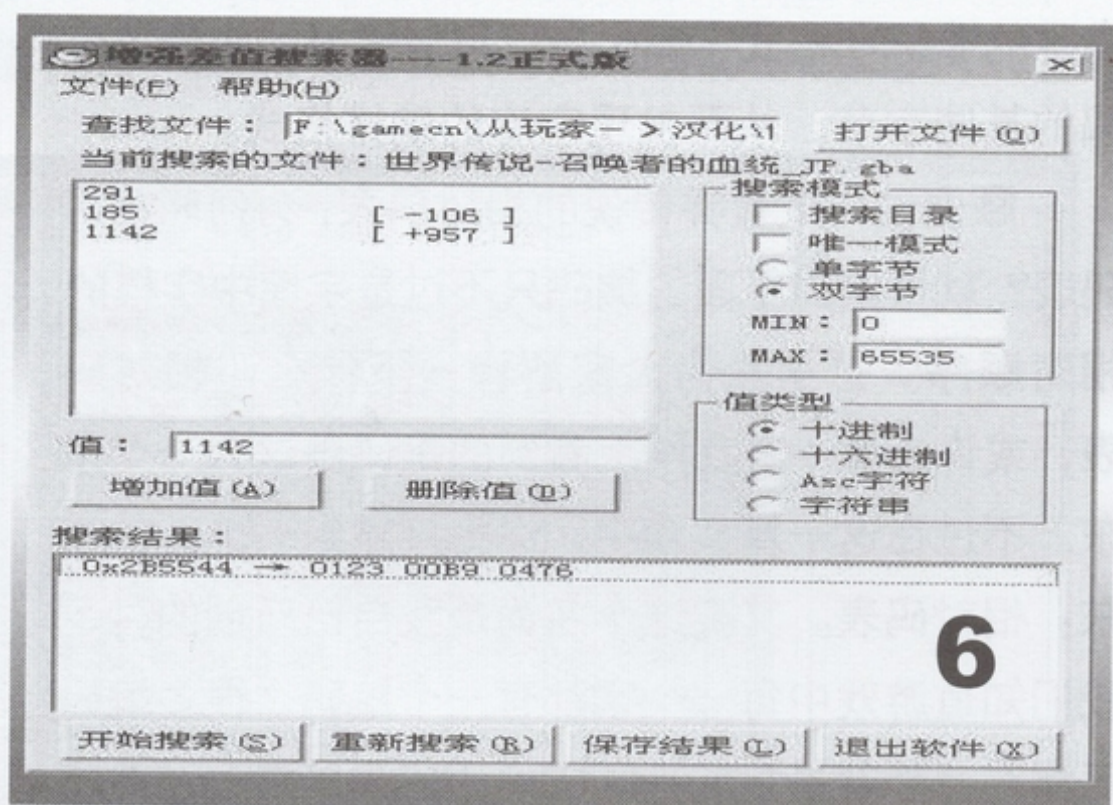 增强差值搜索器----1.2正式版
文件(F) 帮助(H)
查找文件： F:\gamecn\从玩家-＞汉化\f 打开文件(O)
当前搜索的文件：世界传说-召唤者的血统_JP.gba
291
185 [ -106 ]
1142 [ +957 ]
搜索模式
搜索目录
唯一模式
单字节
双字节
MIN： 0
MAX： 65535
值： 1142
增加值(A) 删除值(D)
值类型
十进制
十六进制
Asc字符
字符串
搜索结果：
0x2B5544 → 0123 00B9 0476
6
开始搜索(S) 重新搜索(R) 保存结果(L) 退出软件(X)